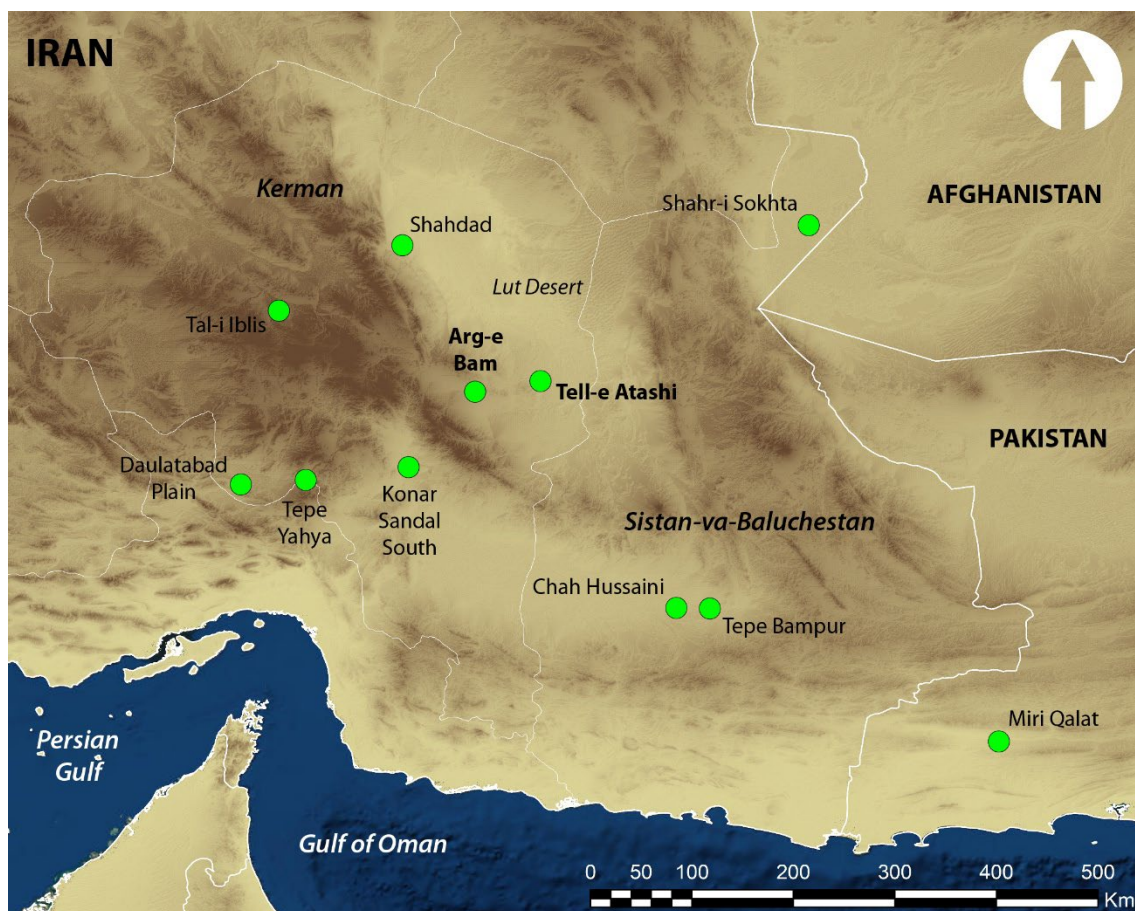 IRAN
Kerman
Shahdad
Shahr-i Sokhta
AFGHANISTAN
Lut Desert
Tal-i Iblis
Arg-e
Bam
Tell-e Atashi
PAKISTAN
Daulatabad
Plain
Tepe
Yahya
Konar
Sandal
South
Sistan-va-Baluchestan
Chah Hussaini
Tepe Bampur
Miri Qalat
Persian
Gulf
Gulf of Oman
0 50 100 200 300 400 500
Km